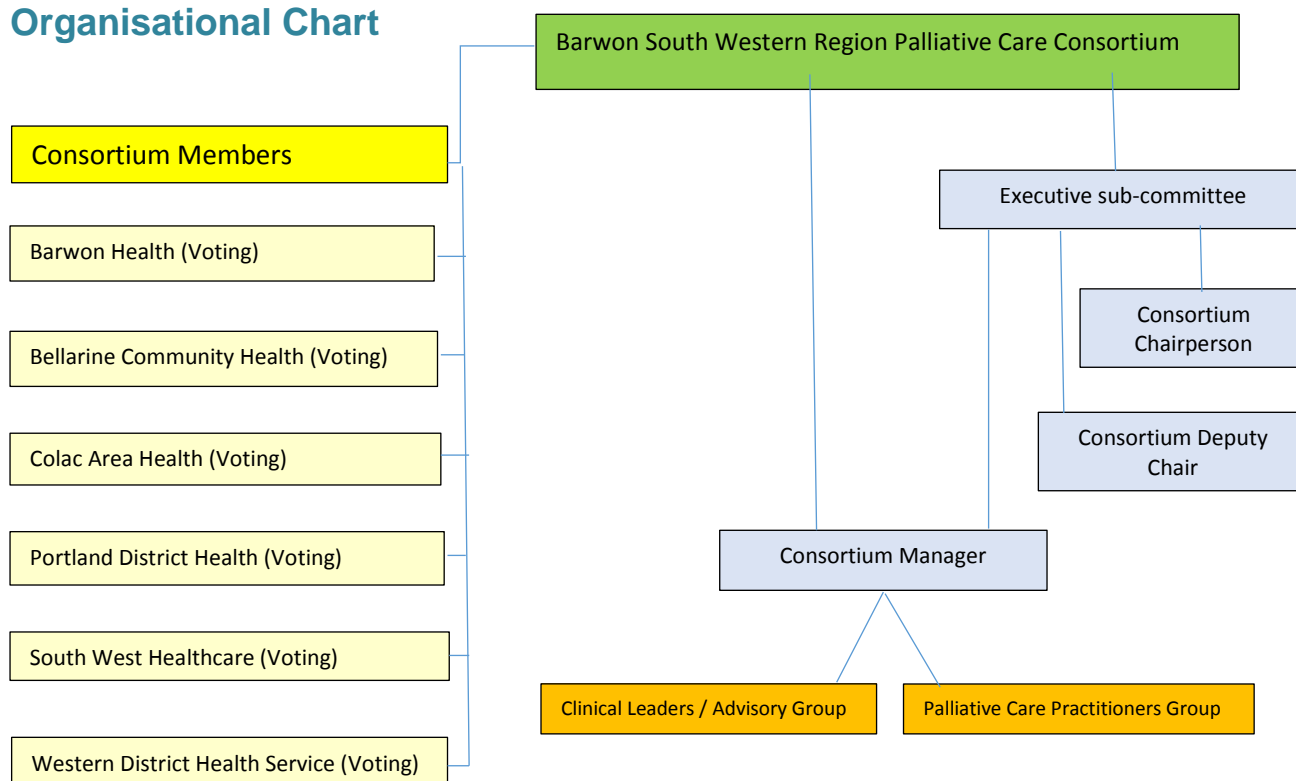 Organisational Chart
Barwon South Western Region Palliative Care Consortium
Consortium Members
Barwon Health (Voting)
Bellarine Community Health (Voting)
Colac Area Health (Voting)
Portland District Health (Voting)
South West Healthcare (Voting)
Western District Health Service (Voting)
Executive sub-committee
Consortium
Chairperson
Consortium Deputy
Chair
Consortium Manager
Clinical Leaders / Advisory Group
Palliative Care Practitioners Group